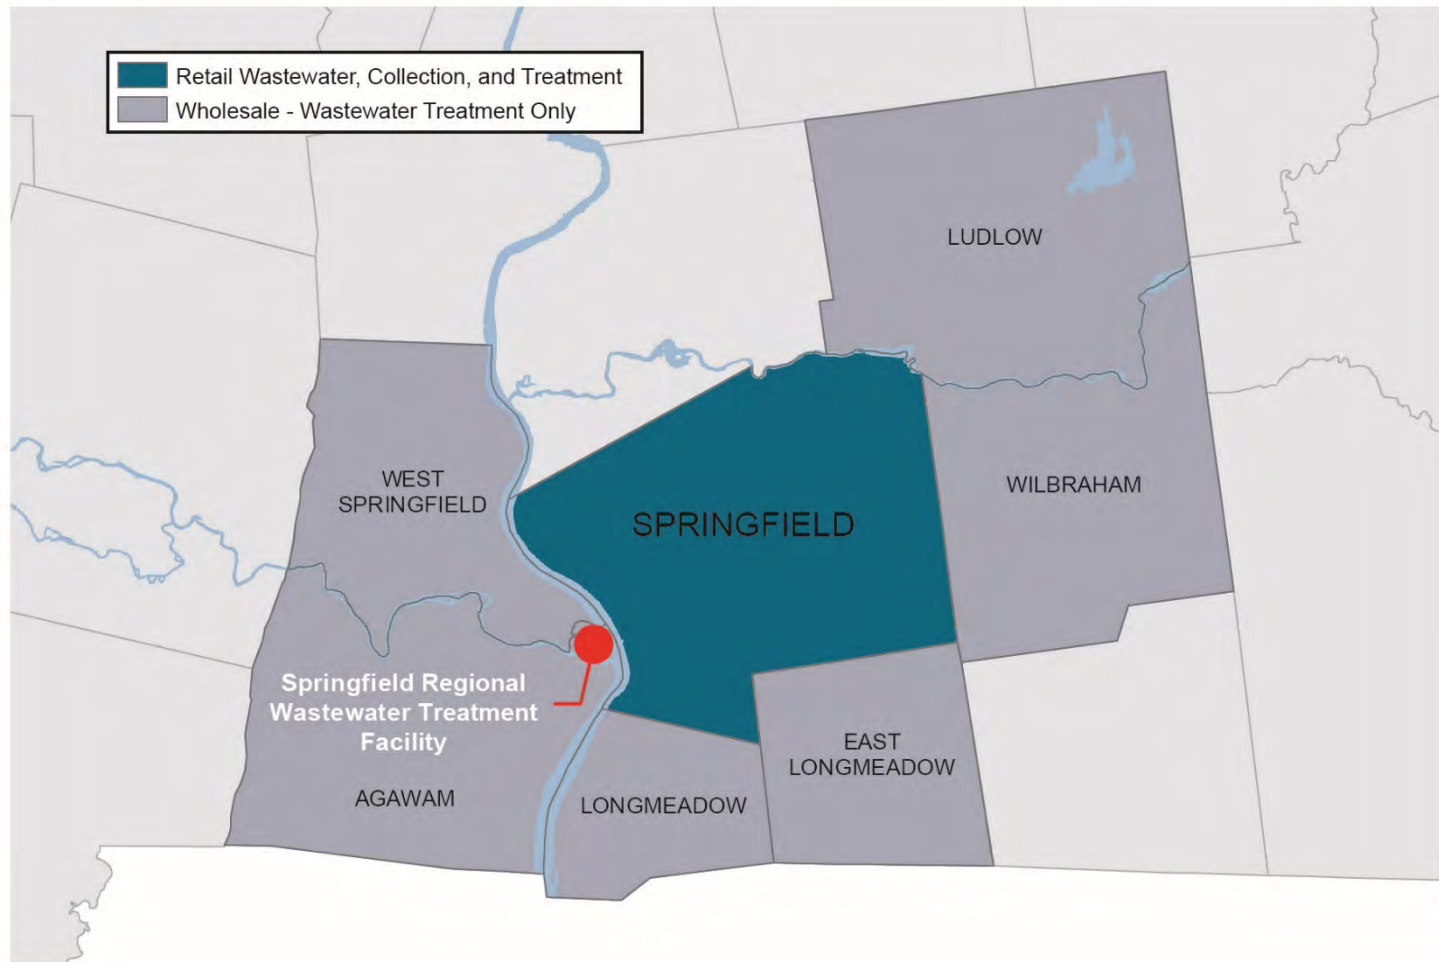 Retail Wastewater, Collection, and Treatment
Wholesale - Wastewater Treatment Only
LUDLOW
WEST
SPRINGFIELD
WILBRAHAM
SPRINGFIELD
Springfield Regional
Wastewater Treatment
Facility
EAST
LONGMEADOW
AGAWAM
LONGMEADOW